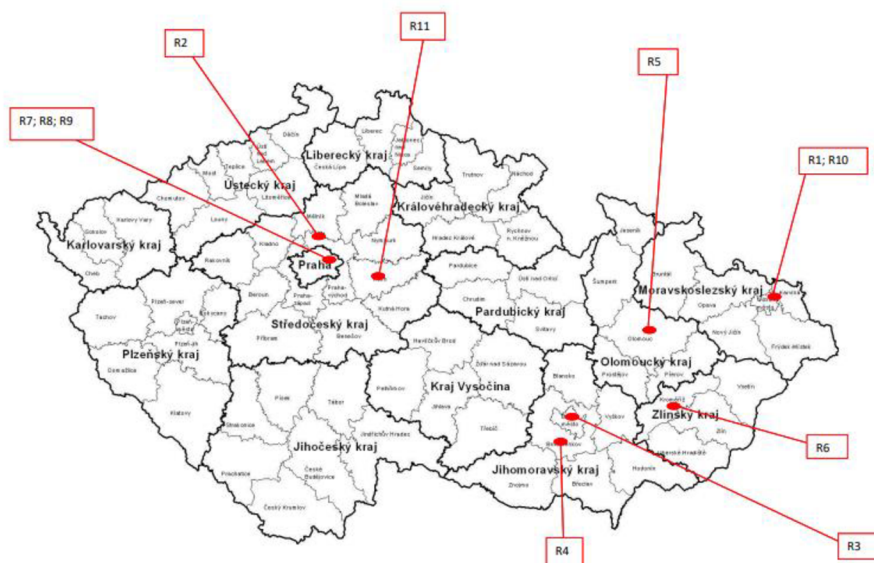 R11
R2
R5
R7; R8; R9
R1; R10
Děčín
Liberec
Liberecký kraj
Česká Lípa
Semily
Trutnov
Náchod
Teplice
Most
Ústecký kraj
Chomutov
Litoměřice
Louny
Mělník
Mladá
Boleslav
Jičín
Královéhradecký kraj
Hradec Králové
Rychnov
n. Kněžnou
Karlovy Vary
Sokolov
Karlovarský kraj
Cheb
Rakovník
Kladno
Praha
Nymburk
Jeseník
Bruntál
Moravskoslezský kraj
Opava
Pardubice
Ústí nad Orlicí
Šumperk
Beroun
Praha-
západ
Praha-
východ
Kutná Hora
Chrudim
Pardubický kraj
Svitavy
Olomouc
Nový Jičín
Frýdek Místek
Tachov
Plzeň-sever
Rokycany
Plzeňský kraj
Domažlice
Klatovy
Středočeský kraj
Příbram
Benešov
Havlíčkův Brod
Žďár nad Sázavou
Olomoucký kraj
Prostějov
Přerov
Vsetín
Pelhřimov
Kraj Vysočina
Jihlava
Třebíč
Blansko
Vyškov
Kroměříž
Zlínský kraj
Zlín
Uherské Hradiště
Písek
Tábor
Strakonice
Jihočeský kraj
Jindřichův Hradec
Prachatice
České
Budějovice
Český Krumlov
Jihomoravský kraj
Znojmo
Břeclav
Hodonín
R6
R3
R4